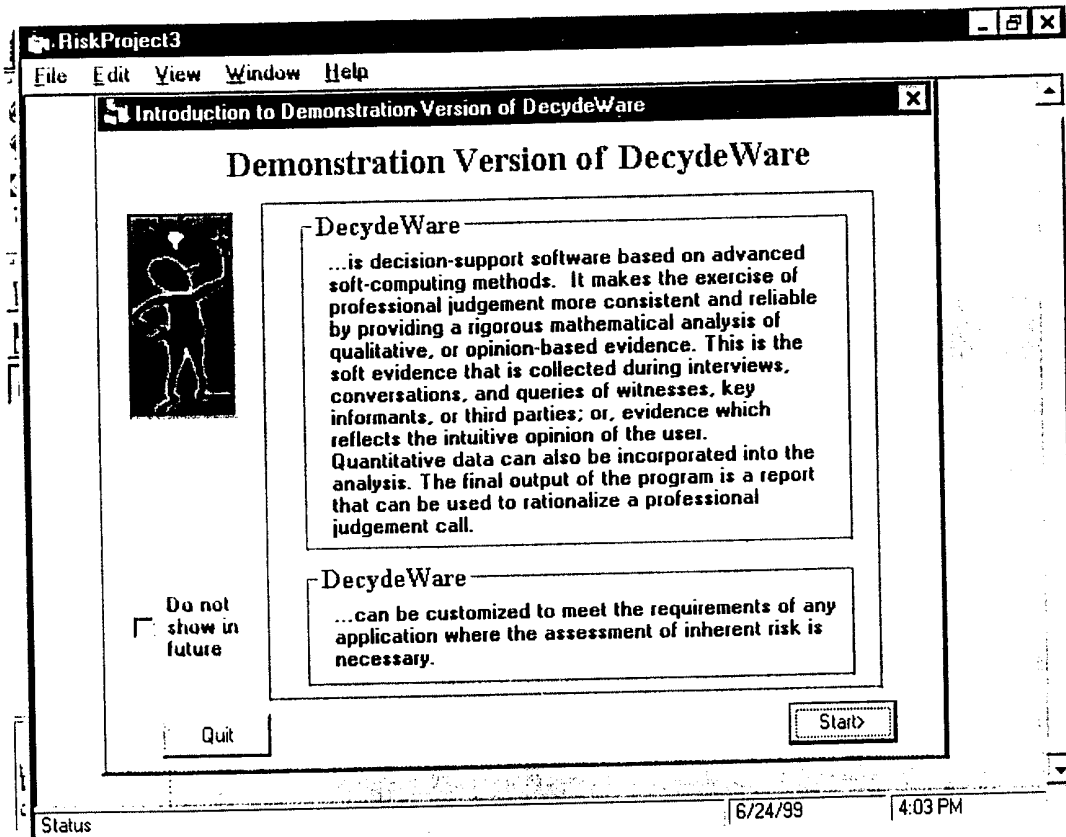 RiskProject3
File Edit View Window Help
Introduction to Demonstration Version of DecydeWare
Demonstration Version of DecydeWare
DecydeWare
...is decision-support software based on advanced
soft-computing methods. It makes the exercise of
professional judgement more consistent and reliable
by providing a rigorous mathematical analysis of
qualitative, or opinion-based evidence. This is the
soft evidence that is collected during interviews,
conversations, and queries of witnesses, key
informants, or third parties; or, evidence which
reflects the intuitive opinion of the user.
Quantitative data can also be incorporated into the
analysis. The final output of the program is a report
that can be used to rationalize a professional
judgement call.
DecydeWare
...can be customized to meet the requirements of any
application where the assessment of inherent risk is
necessary.
Do not
show in
future
Quit
Start>
Status
6/24/99
4:03 PM